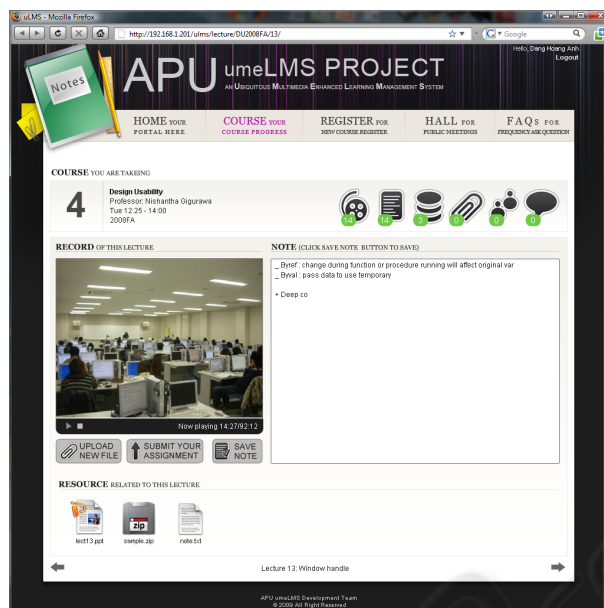 uLMS - Mozilla Firefox
http://192.168.1.201/ulms/lecture/DU2008FA/13/
Google
Hello, Dang Hoang Anh
Logout
Notes
APU umeLMS PROJECT
AN UBIQUITOUS MULTIMEDIA ENHANCED LEARNING MANAGEMENT SYSTEM
HOME YOUR
PORTAL HERE
COURSE YOUR
COURSE PROGRESS
REGISTER FOR
NEW COURSE REGISTER
HALL FOR
PUBLIC MEETINGS
FAQS FOR
FREQUENCY ASK QUESTION
COURSE YOU ARE TAKEING
4
Design Usability
Professor: Nishantha Gigurawa
Tue 12:25 - 14:00
2008FA
14 14 3 0 0 0
RECORD OF THIS LECTURE
NOTE (CLICK SAVE NOTE BUTTON TO SAVE)
_ Byref : change during function or procedure running will affect original var
_ Byval : pass data to use temporary
+ Deep co
Now playing 14:27/92:12
UPLOAD
NEW FILE
SUBMIT YOUR
ASSIGNMENT
SAVE
NOTE
RESOURCE RELATED TO THIS LECTURE
zip
lect13.ppt
sample.zip
note.txt
Lecture 13: Window handle
APU umeLMS Development Team
© 2009 All Right Reserved